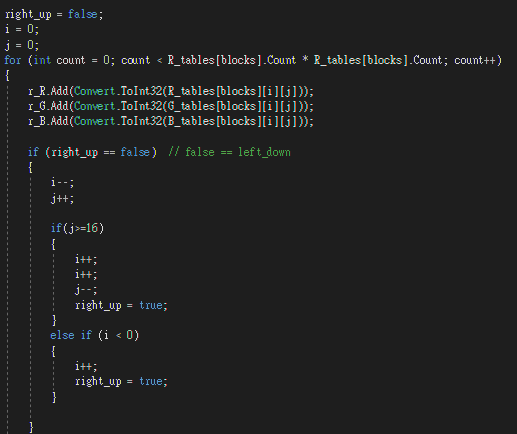 right_up = false;
i = 0;
j = 0;
for (int count = 0; count < R_tables[blocks].Count * R_tables[blocks].Count; count++)
{
    r_R.Add(Convert.ToInt32(R_tables[blocks][i][j]));
    r_G.Add(Convert.ToInt32(G_tables[blocks][i][j]));
    r_B.Add(Convert.ToInt32(B_tables[blocks][i][j]));

    if (right_up == false)  // false == left_down
    {
        i--;
        j++;

        if(j>=16)
        {
            i++;
            i++;
            j--;
            right_up = true;
        }
        else if (i < 0)
        {
            i++;
            right_up = true;
        }

    }